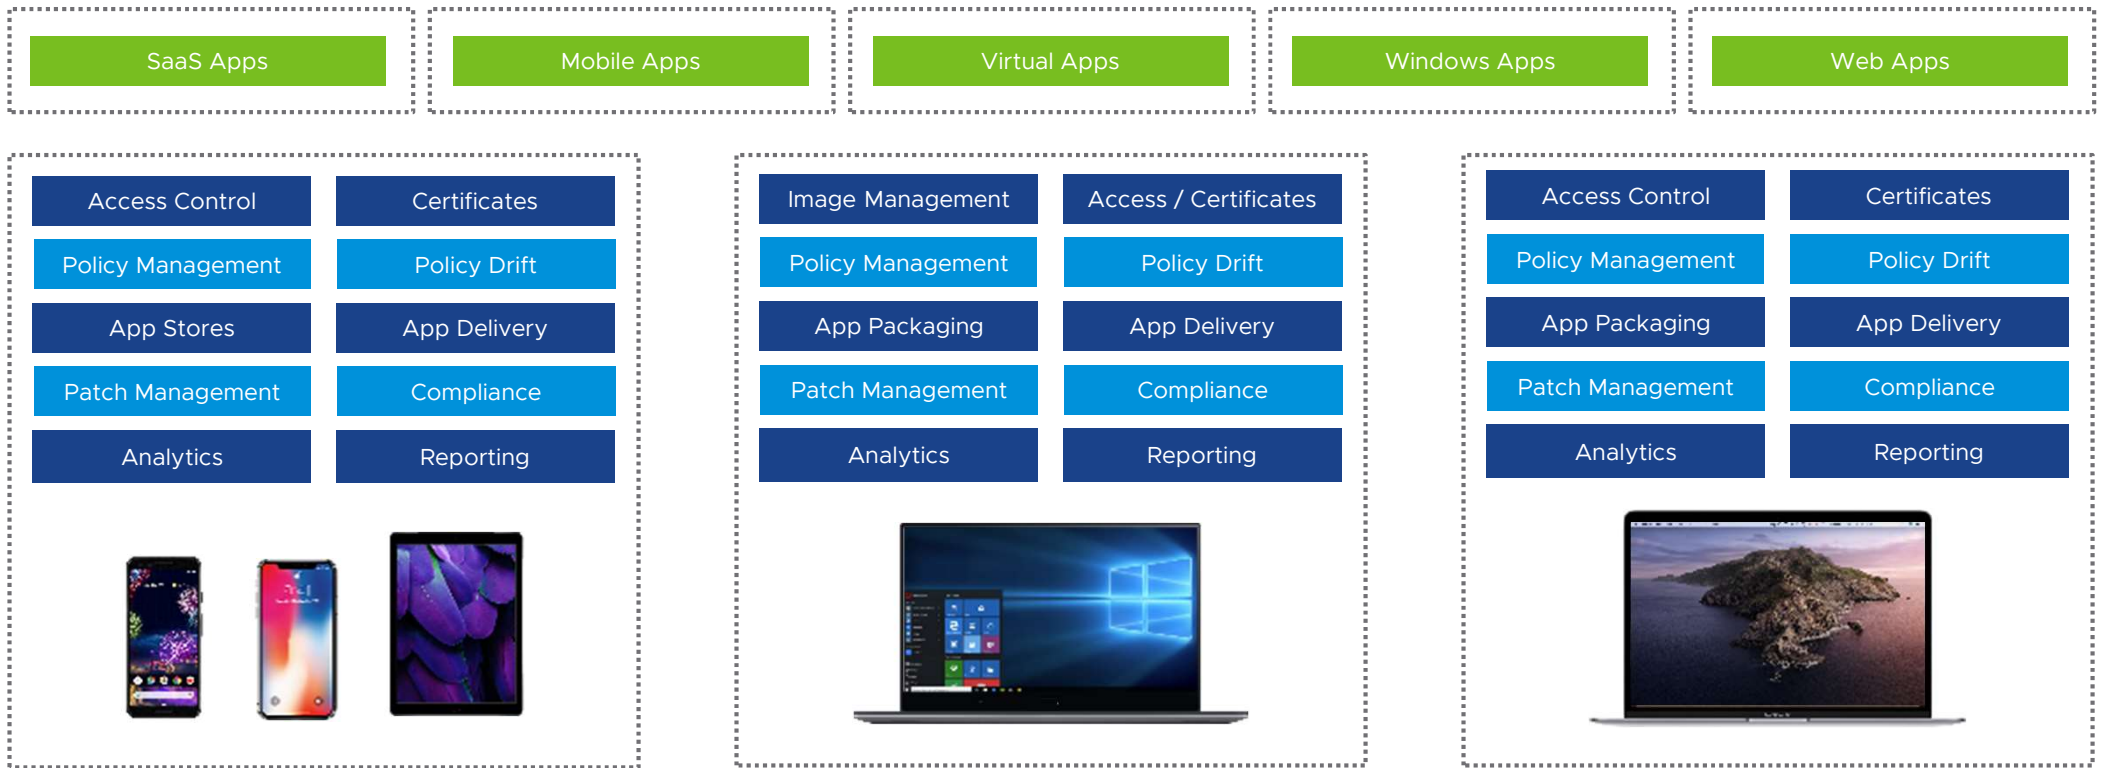 SaaS Apps
Mobile Apps
Virtual Apps
Windows Apps
Web Apps
Access Control
Certificates
Policy Management
Policy Drift
App Stores
App Delivery
Patch Management
Compliance
Analytics
Reporting
Image Management
Access / Certificates
Policy Management
Policy Drift
App Packaging
App Delivery
Patch Management
Compliance
Analytics
Reporting
Access Control
Certificates
Policy Management
Policy Drift
App Packaging
App Delivery
Patch Management
Compliance
Analytics
Reporting